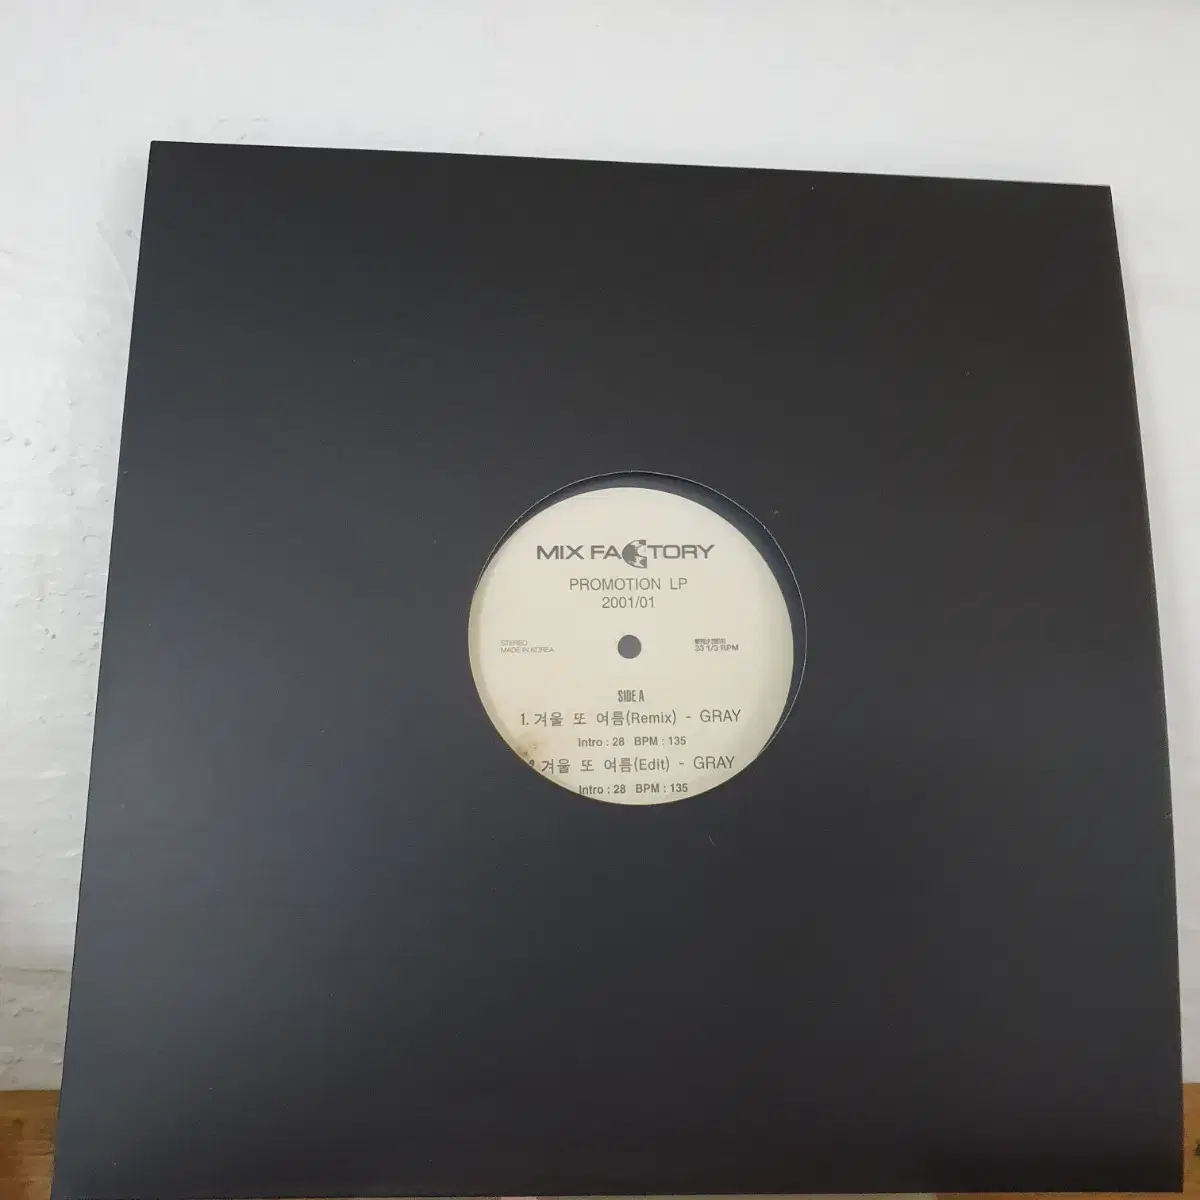 MIX FACTORY
PROMOTION LP
2001/01
STEREO
MADE IN KOREA
33 1/3 RPM
SIDE A
1. 겨울 또 여름(Remix) - GRAY
Intro : 28 BPM : 135
2. 겨울 또 여름(Edit) - GRAY
Intro : 28 BPM : 135